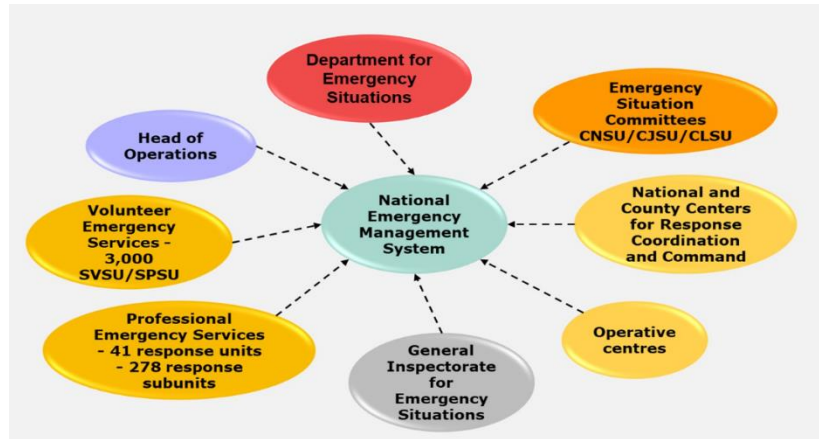 Department for
Emergency
Situations
Emergency
Situation
Committees
CNSU/CJSU/CLSU
Head of
Operations
National
Emergency
Management
System
National and
County Centers
for Response
Coordination
and Command
Volunteer
Emergency
Services -
3,000
SVSU/SPSU
Professional
Emergency Services
- 41 response units
- 278 response
subunits
General
Inspectorate
for
Emergency
Situations
Operative
centres